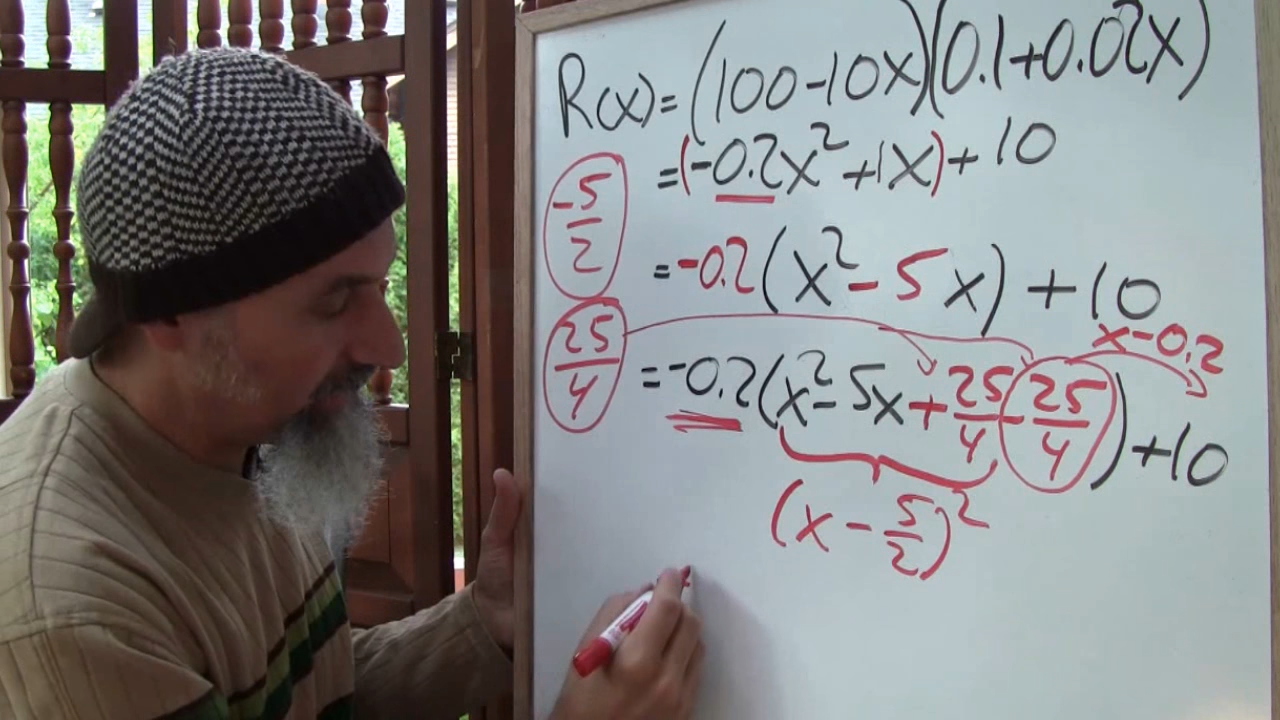 R(x) = (100-10x)(0.1+0.02x)
= (-0.2x² + 1x) + 10
-5/2
= -0.2(x² - 5x) + 10
25/4
x -0.2
= -0.2(x² - 5x + 25/4 - 25/4) + 10
(x - 5/2)²